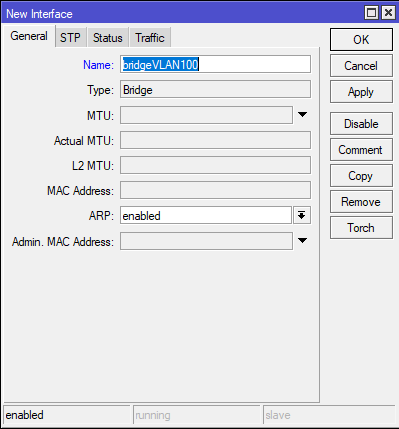 New Interface
General STP Status Traffic
OK
Name: bridgeVLAN100
Type: Bridge
Cancel
MTU:
Apply
Actual MTU:
Disable
L2 MTU:
Comment
MAC Address:
Copy
ARP: enabled
Remove
Admin. MAC Address:
Torch
enabled running slave